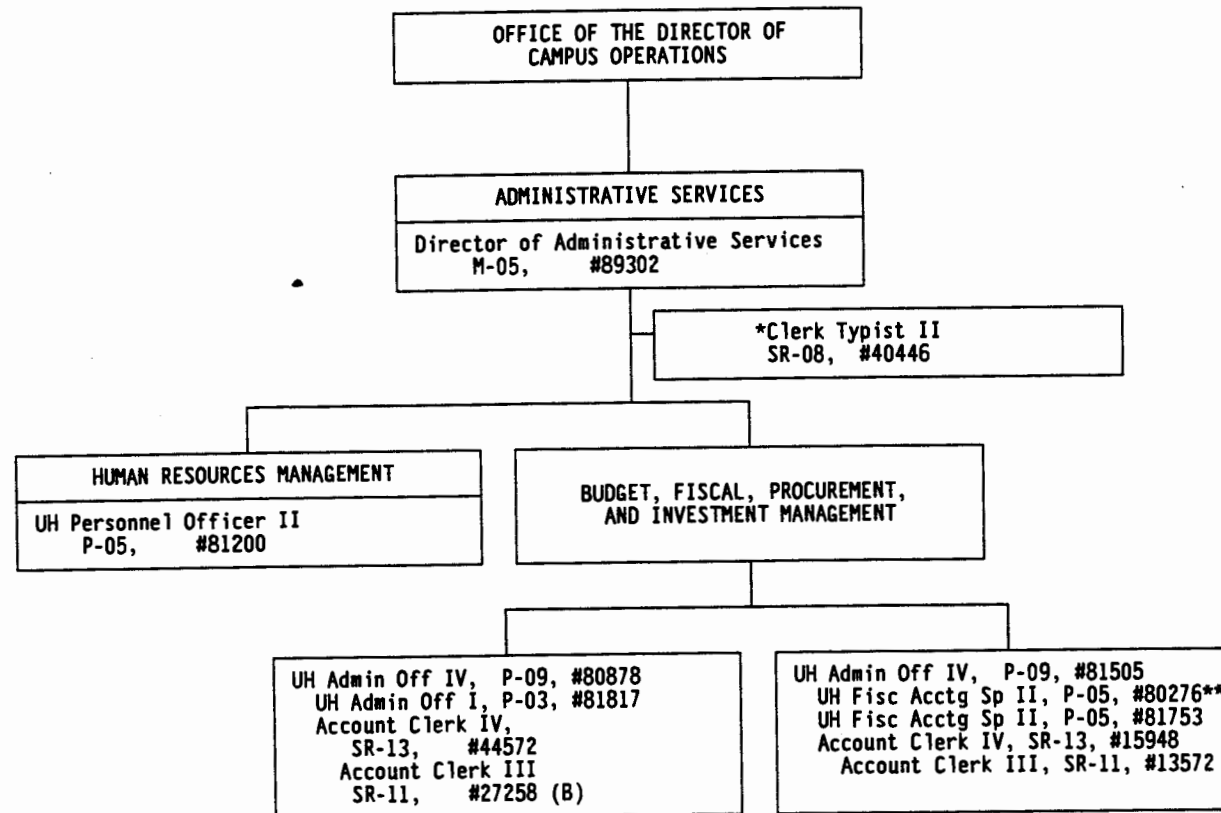 OFFICE OF THE DIRECTOR OF
CAMPUS OPERATIONS
ADMINISTRATIVE SERVICES
Director of Administrative Services
M-05, #89302
*Clerk Typist II
SR-08, #40446
HUMAN RESOURCES MANAGEMENT
UH Personnel Officer II
P-05, #81200
BUDGET, FISCAL, PROCUREMENT,
AND INVESTMENT MANAGEMENT
UH Admin Off IV, P-09, #80878
UH Admin Off I, P-03, #81817
Account Clerk IV,
SR-13, #44572
Account Clerk III
SR-11, #27258 (B)
UH Admin Off IV, P-09, #81505
UH Fisc Acctg Sp II, P-05, #80276**
UH Fisc Acctg Sp II, P-05, #81753
Account Clerk IV, SR-13, #15948
Account Clerk III, SR-11, #13572